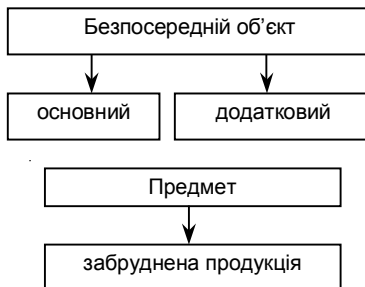 Безпосередній об’єкт
основний
додатковий
Предмет
забруднена продукція